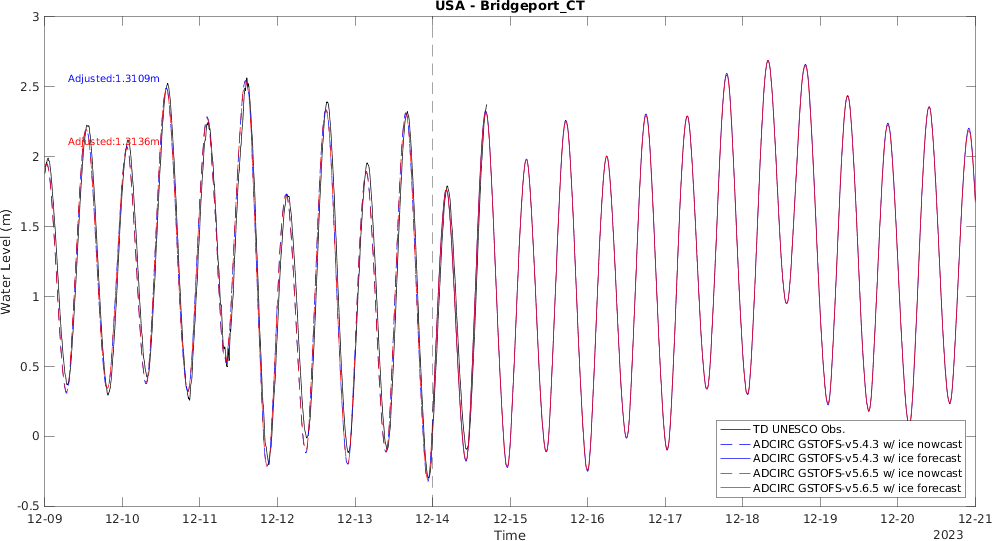 USA - Bridgeport_CT
3
2.5
2
1.5
1
0.5
0
-0.5
Water Level (m)
Adjusted:1.3109m
Adjusted:1.3136m
TD UNESCO Obs.
ADCIRC GSTOFS-v5.4.3 w/ ice nowcast
ADCIRC GSTOFS-v5.4.3 w/ ice forecast
ADCIRC GSTOFS-v5.6.5 w/ ice nowcast
ADCIRC GSTOFS-v5.6.5 w/ ice forecast
12-09 12-10 12-11 12-12 12-13 12-14 12-15 12-16 12-17 12-18 12-19 12-20 12-21
Time
2023